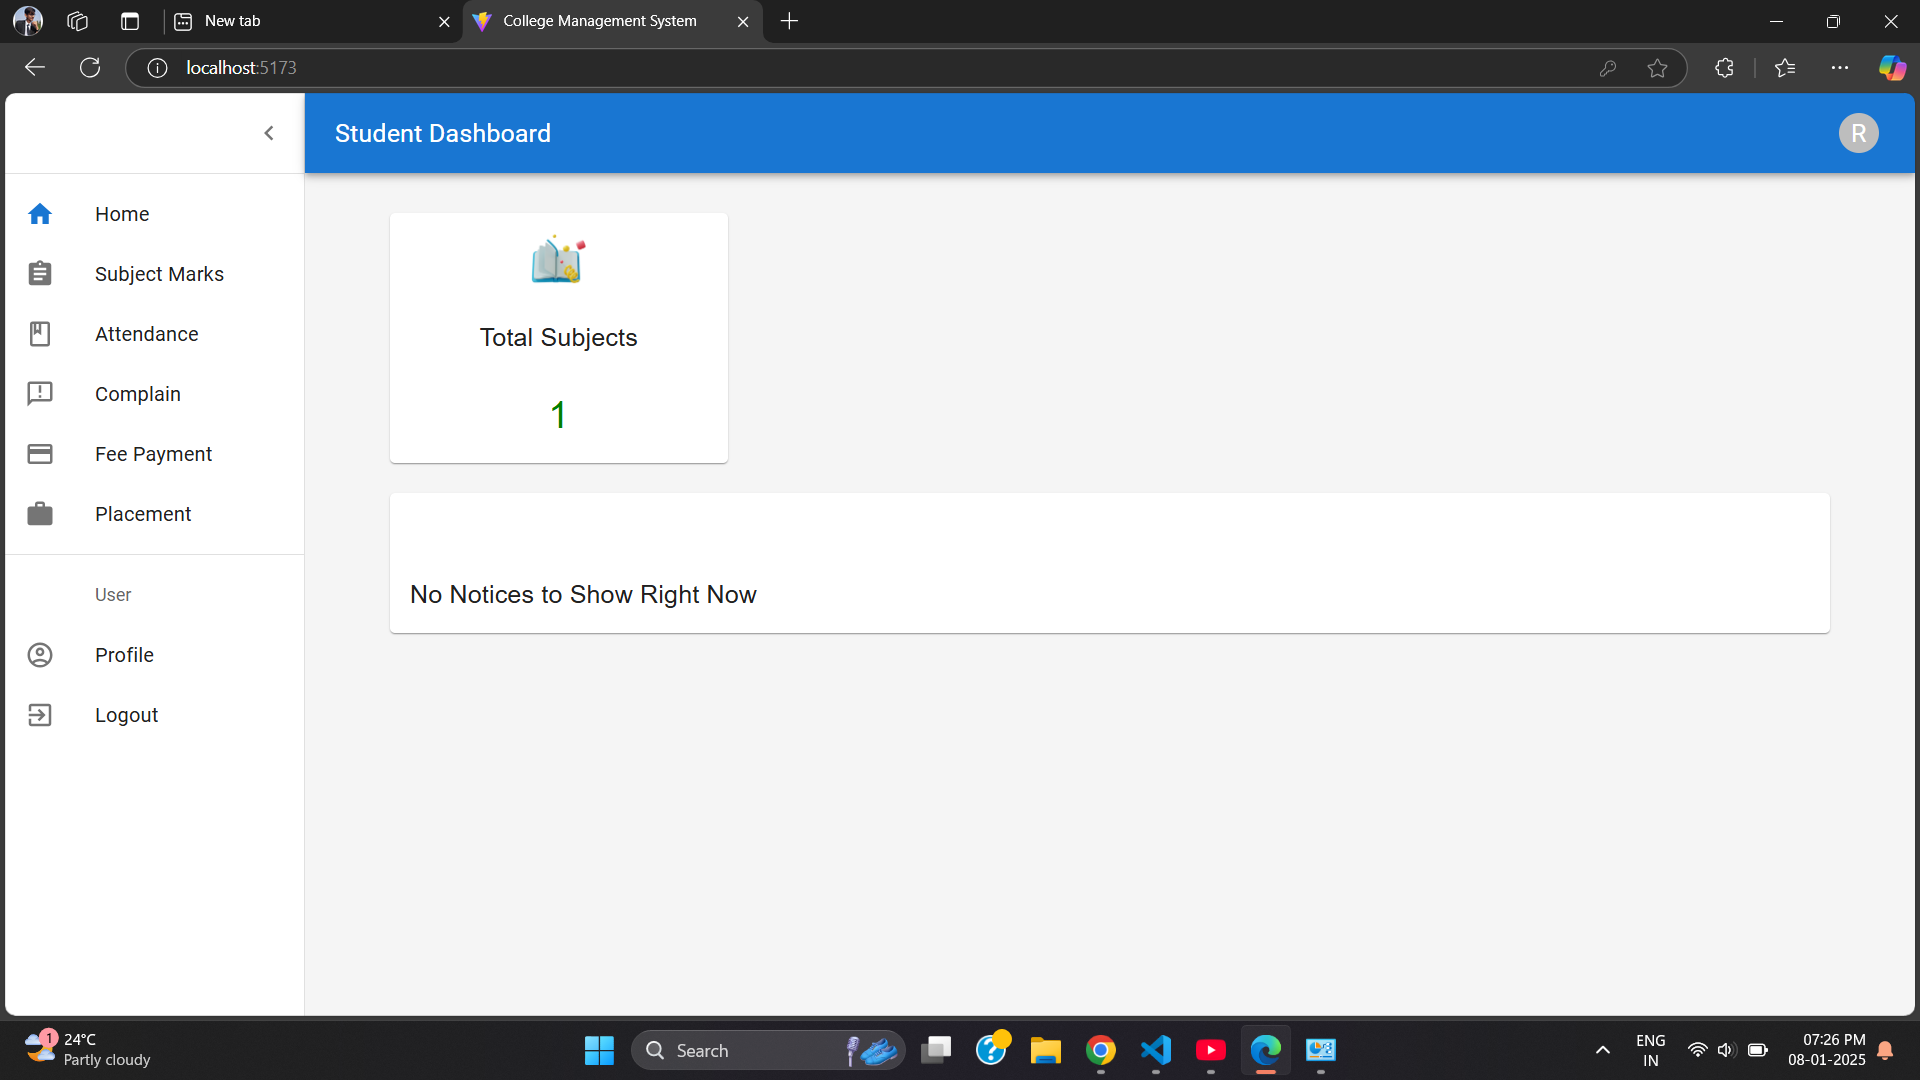 New tab
College Management System
localhost:5173
Student Dashboard
R
Home
Subject Marks
Attendance
Complain
Fee Payment
Placement
User
Profile
Logout
Total Subjects
1
No Notices to Show Right Now
1
24°C
Partly cloudy
Search
ENG
IN
07:26 PM
08-01-2025